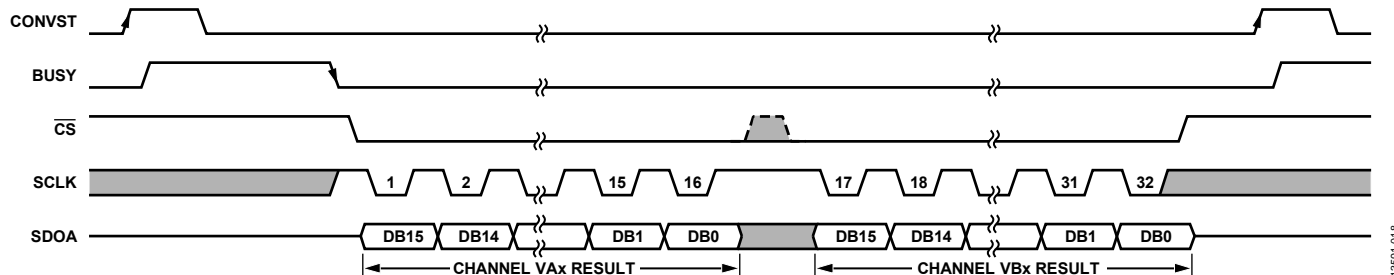 CONVST
BUSY
CS
SCLK 1 2 15 16 17 18 31 32
SDOA DB15 DB14 DB1 DB0 DB15 DB14 DB1 DB0
CHANNEL VAx RESULT CHANNEL VBx RESULT